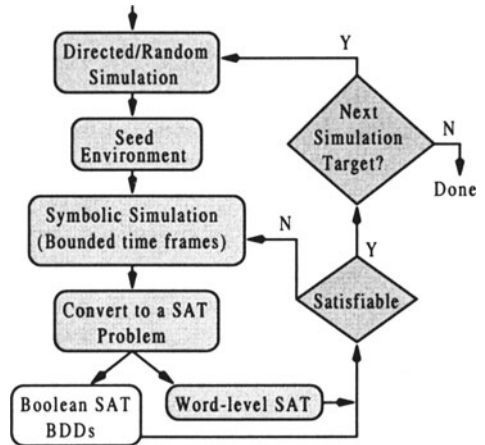 Directed/Random
Simulation
Y
Next
Simulation
Target?
N
Done
Seed
Environment
Symbolic Simulation
(Bounded time frames)
N
Y
Satisfiable
Convert to a SAT
Problem
Boolean SAT
BDDs
Word-level SAT